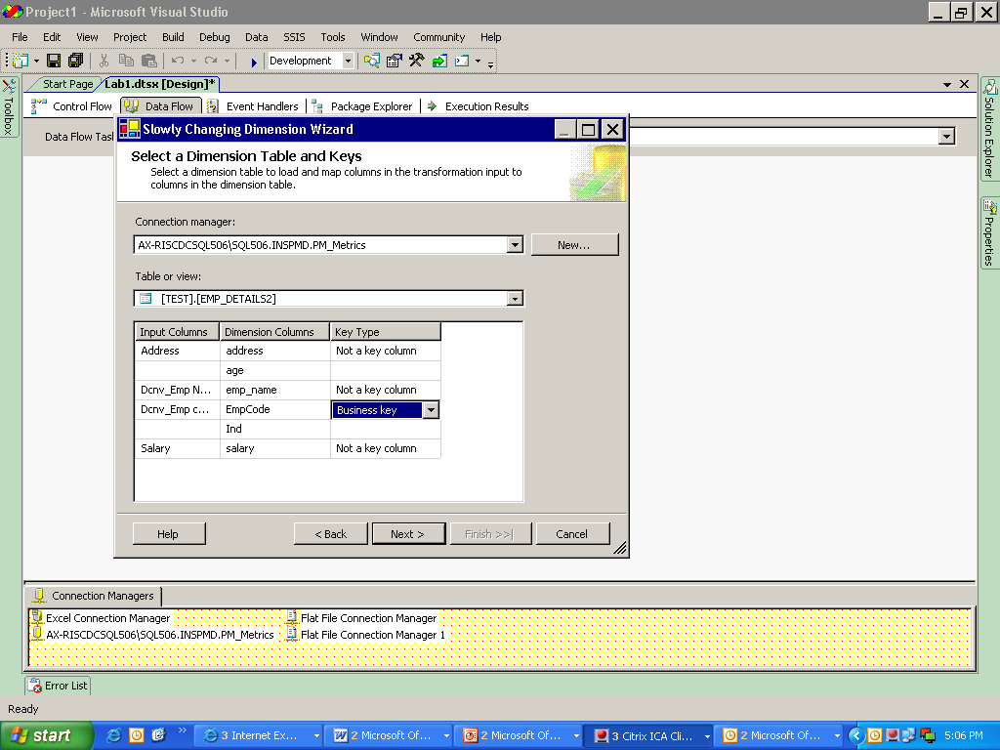 Project1 - Microsoft Visual Studio
File Edit View Project Build Debug Data SSIS Tools Window Community Help
Development
Start Page Lab1.dtsx [Design]*
Control Flow Data Flow Event Handlers Package Explorer Execution Results
Toolbox
Solution Explorer
Properties
Data Flow Task
Slowly Changing Dimension Wizard
Select a Dimension Table and Keys
Select a dimension table to load and map columns in the transformation input to
columns in the dimension table.
Connection manager:
AX-RISCDCSQL506\SQL506.INSPMD.PM_Metrics New...
Table or view:
[TEST].[EMP_DETAILS2]
Input Columns Dimension Columns Key Type
Address address Not a key column
age
Dcnv_Emp N... emp_name Not a key column
Dcnv_Emp c... EmpCode Business key
Ind
Salary salary Not a key column
Help < Back Next > Finish >>| Cancel
Connection Managers
Excel Connection Manager Flat File Connection Manager
AX-RISCDCSQL506\SQL506.INSPMD.PM_Metrics Flat File Connection Manager 1
Error List
Ready
start » 3 Internet Ex... 2 Microsoft Of... 2 Microsoft Of... 3 Citrix ICA Cli... 2 Microsoft Of... 5:06 PM